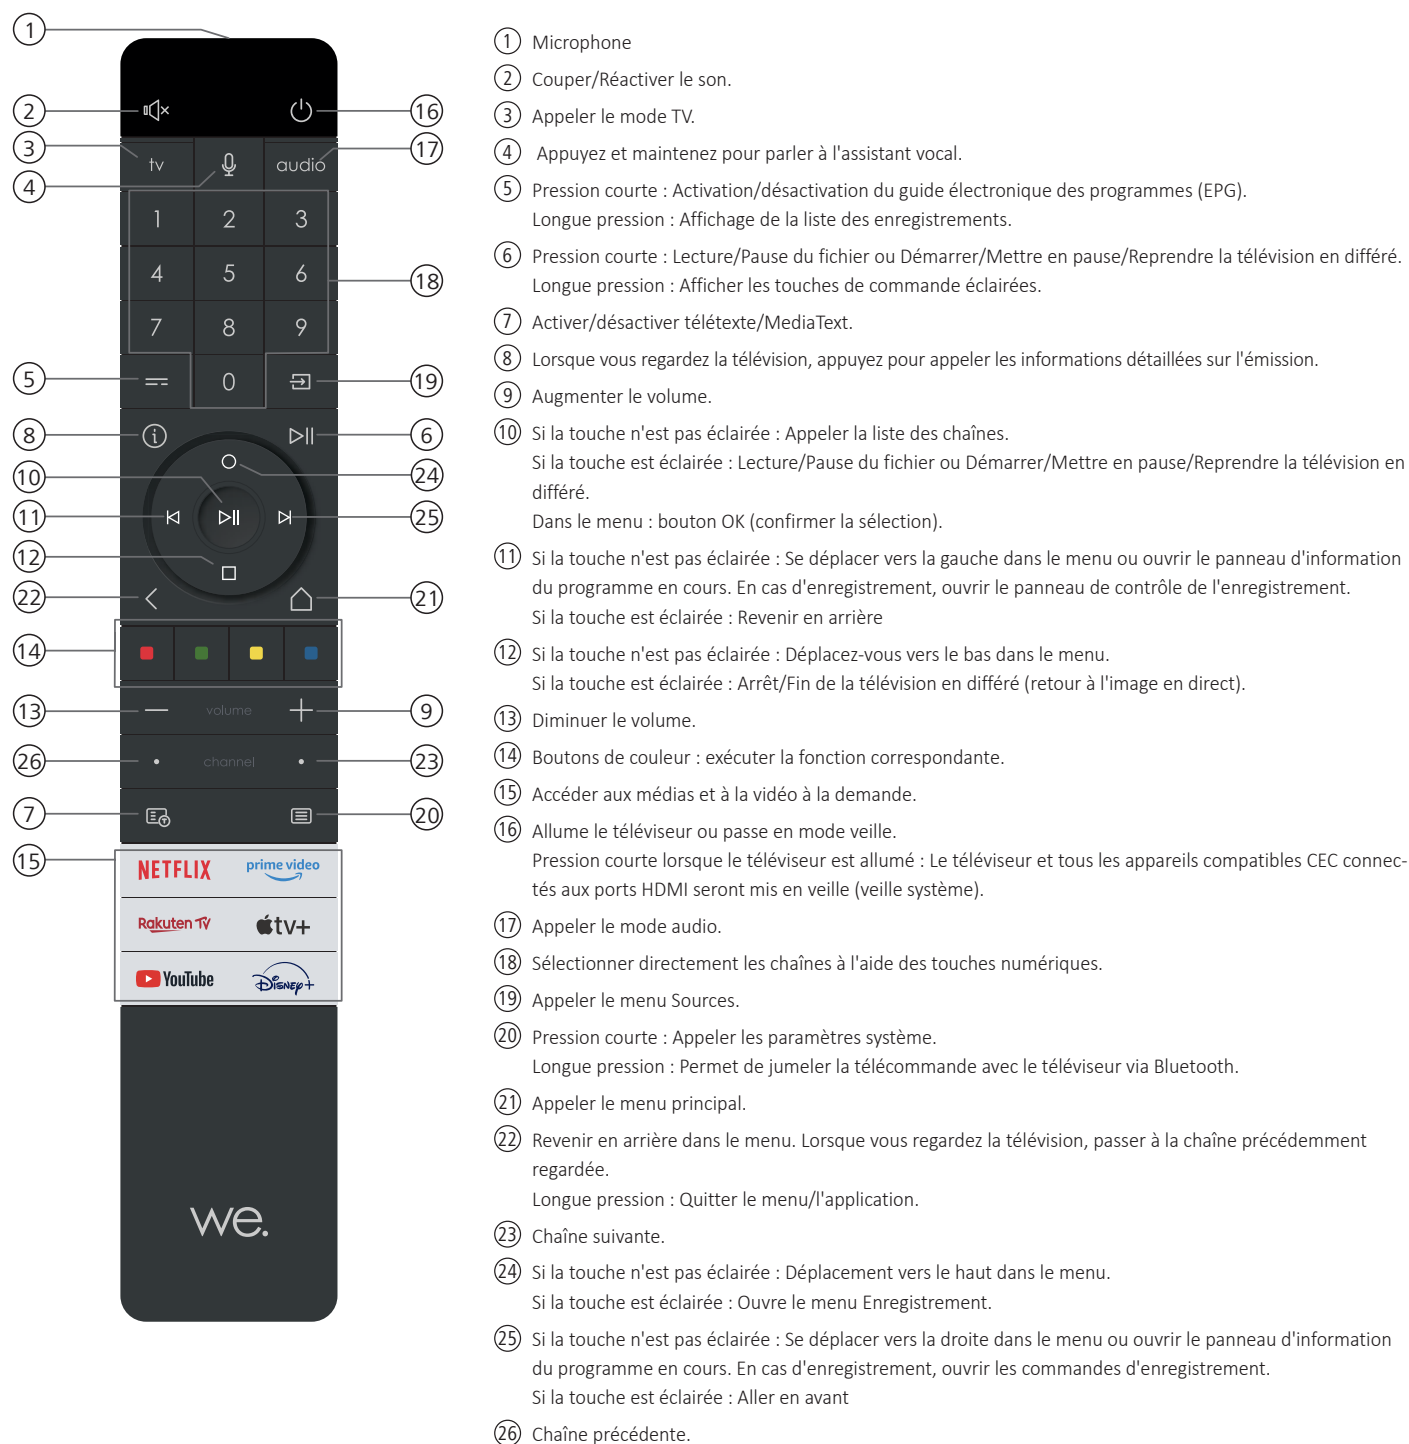 1
2
3
4
5
8
10
11
12
22
14
13
26
7
15
tv
audio
1 2 3
4 5 6
7 8 9
0
volume
channel
NETFLIX prime video
Rakuten TV tv+
YouTube Disney+
we.
16
17
18
19
6
24
25
21
9
23
20
1 Microphone
2 Couper/Réactiver le son.
3 Appeler le mode TV.
4 Appuyez et maintenez pour parler à l'assistant vocal.
5 Pression courte : Activation/désactivation du guide électronique des programmes (EPG).
Longue pression : Affichage de la liste des enregistrements.
6 Pression courte : Lecture/Pause du fichier ou Démarrer/Mettre en pause/Reprendre la télévision en différé.
Longue pression : Afficher les touches de commande éclairées.
7 Activer/désactiver télétexte/MediaText.
8 Lorsque vous regardez la télévision, appuyez pour appeler les informations détaillées sur l'émission.
9 Augmenter le volume.
10 Si la touche n'est pas éclairée : Appeler la liste des chaînes.
Si la touche est éclairée : Lecture/Pause du fichier ou Démarrer/Mettre en pause/Reprendre la télévision en
différé.
Dans le menu : bouton OK (confirmer la sélection).
11 Si la touche n'est pas éclairée : Se déplacer vers la gauche dans le menu ou ouvrir le panneau d'information
du programme en cours. En cas d'enregistrement, ouvrir le panneau de contrôle de l'enregistrement.
Si la touche est éclairée : Revenir en arrière
12 Si la touche n'est pas éclairée : Déplacez-vous vers le bas dans le menu.
Si la touche est éclairée : Arrêt/Fin de la télévision en différé (retour à l'image en direct).
13 Diminuer le volume.
14 Boutons de couleur : exécuter la fonction correspondante.
15 Accéder aux médias et à la vidéo à la demande.
16 Allume le téléviseur ou passe en mode veille.
Pression courte lorsque le téléviseur est allumé : Le téléviseur et tous les appareils compatibles CEC connec-
tés aux ports HDMI seront mis en veille (veille système).
17 Appeler le mode audio.
18 Sélectionner directement les chaînes à l'aide des touches numériques.
19 Appeler le menu Sources.
20 Pression courte : Appeler les paramètres système.
Longue pression : Permet de jumeler la télécommande avec le téléviseur via Bluetooth.
21 Appeler le menu principal.
22 Revenir en arrière dans le menu. Lorsque vous regardez la télévision, passer à la chaîne précédemment
regardée.
Longue pression : Quitter le menu/l'application.
23 Chaîne suivante.
24 Si la touche n'est pas éclairée : Déplacement vers le haut dans le menu.
Si la touche est éclairée : Ouvre le menu Enregistrement.
25 Si la touche n'est pas éclairée : Se déplacer vers la droite dans le menu ou ouvrir le panneau d'information
du programme en cours. En cas d'enregistrement, ouvrir les commandes d'enregistrement.
Si la touche est éclairée : Aller en avant
26 Chaîne précédente.